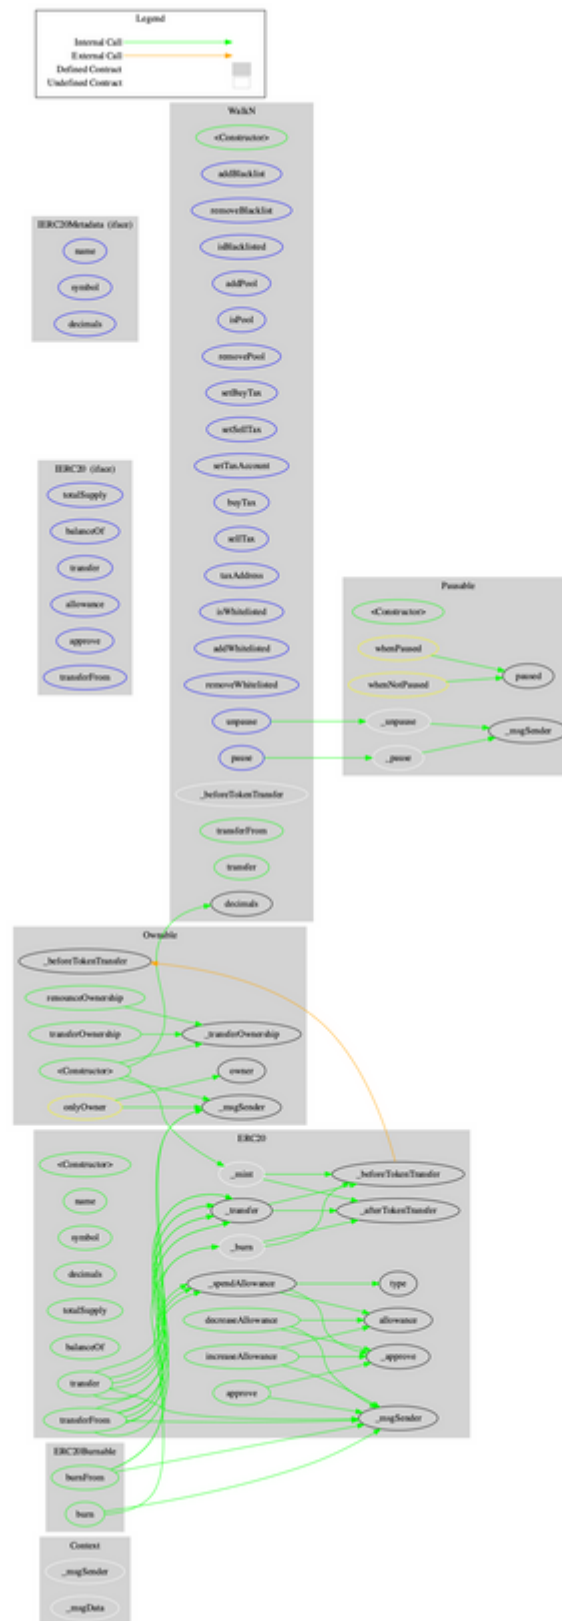 Legend
Internal Call
External Call
Defined Contract
Undefined Contract
WalkN
<Constructor>
addBlacklist
removeBlacklist
isBlacklisted
addPool
isPool
removePool
setBuyTax
setSellTax
setTaxAccount
buyTax
sellTax
taxAddress
isWhitelisted
addWhitelisted
removeWhitelisted
unpause
pause
_beforeTokenTransfer
transferFrom
transfer
decimals
IERC20Metadata (iface)
name
symbol
decimals
IERC20 (iface)
totalSupply
balanceOf
transfer
allowance
approve
transferFrom
Pausable
<Constructor>
whenPaused
whenNotPaused
paused
_unpause
_pause
_msgSender
Ownable
_beforeTokenTransfer
renounceOwnership
transferOwnership
_transferOwnership
<Constructor>
owner
onlyOwner
_msgSender
ERC20
<Constructor>
name
symbol
decimals
totalSupply
balanceOf
transfer
transferFrom
_mint
_transfer
_burn
_beforeTokenTransfer
_afterTokenTransfer
_spendAllowance
type
decreaseAllowance
allowance
increaseAllowance
_approve
approve
_msgSender
ERC20Burnable
burnFrom
burn
Context
_msgSender
_msgData